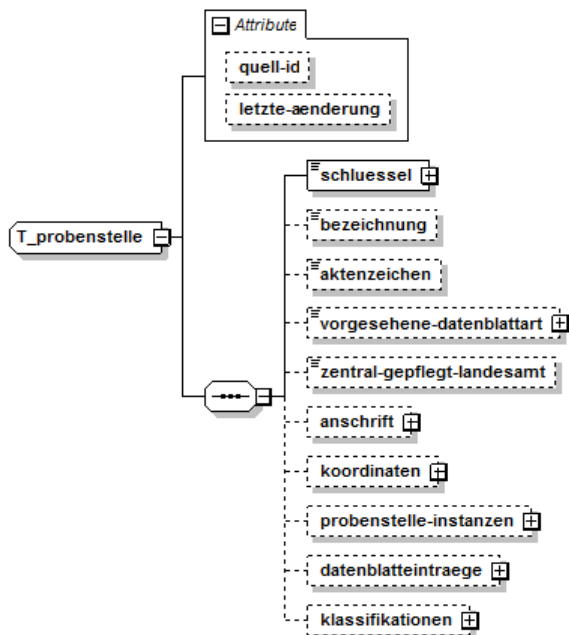 Attribute
quell-id
letzte-aenderung
schluessel
T_probenstelle
bezeichnung
aktenzeichen
vorgesehene-datenblattart
zentral-gepflegt-landesamt
anschrift
koordinaten
probenstelle-instanzen
datenblatteintraege
klassifikationen